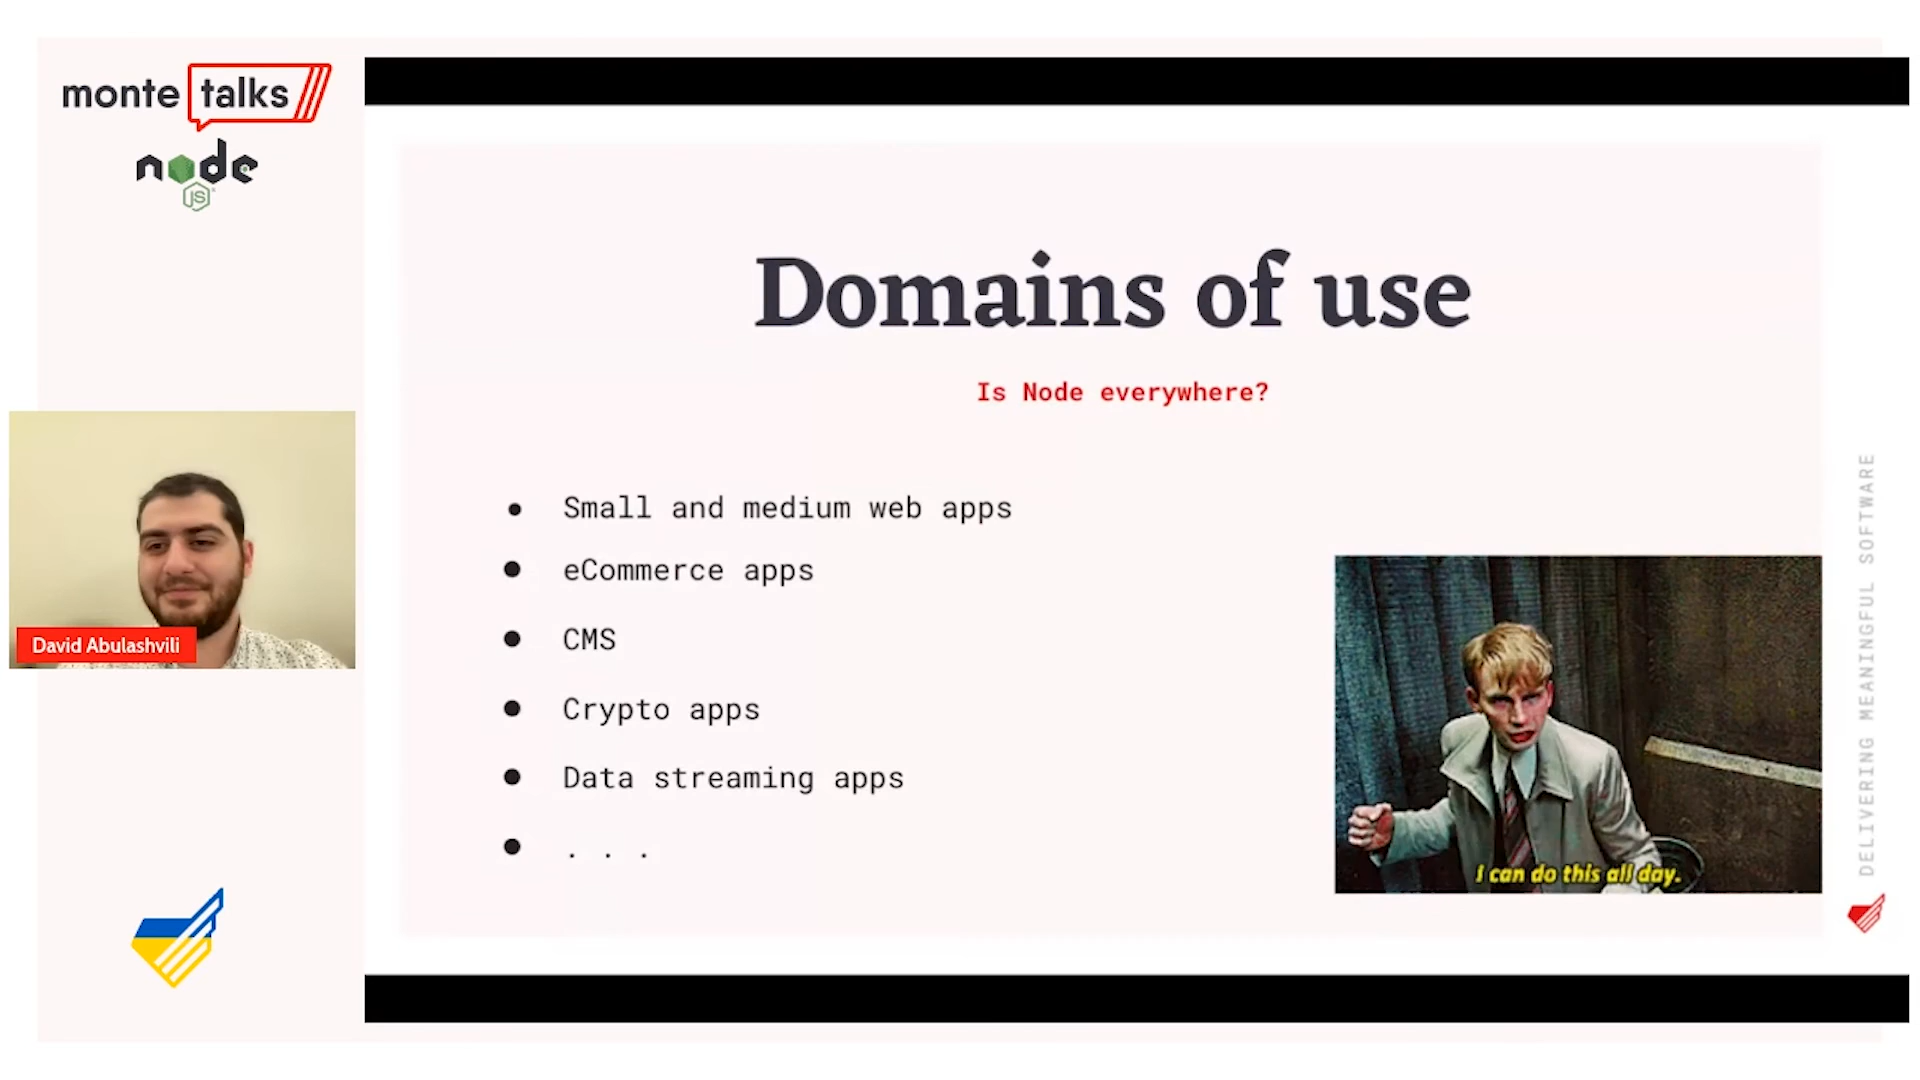 monte talks
node
JS
Domains of use
Is Node everywhere?
• Small and medium web apps
• eCommerce apps
• CMS
• Crypto apps
• Data streaming apps
• . . .
David Abulashvili
I can do this all day.
DELIVERING MEANINGFUL SOFTWARE